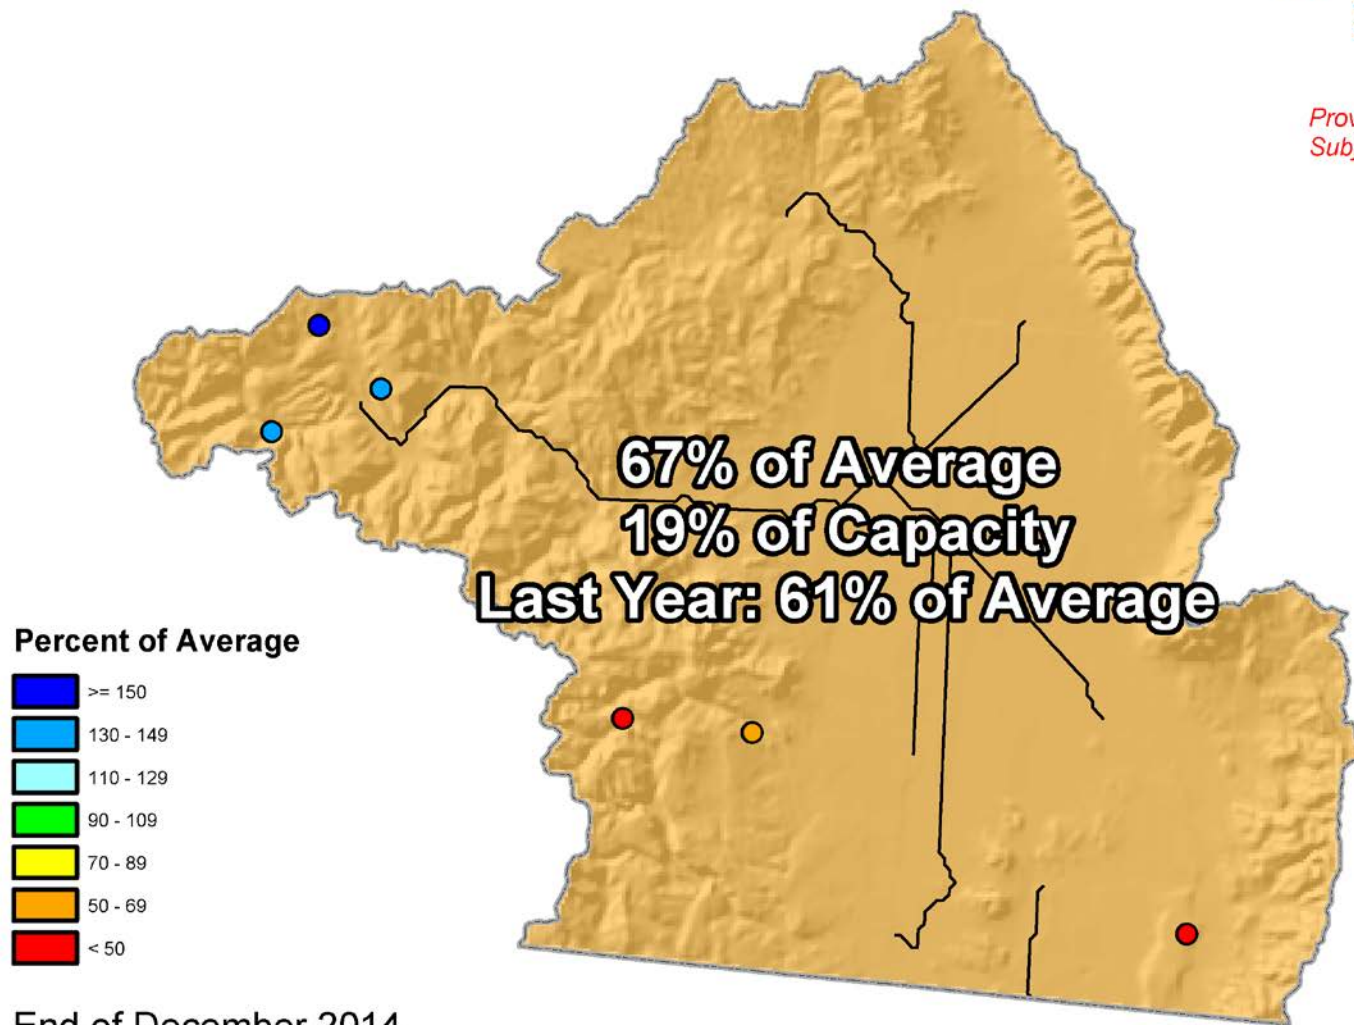 67% of Average
19% of Capacity
Last Year: 61% of Average
Percent of Average
>= 150
130 - 149
110 - 129
90 - 109
70 - 89
50 - 69
< 50
End of December 2014